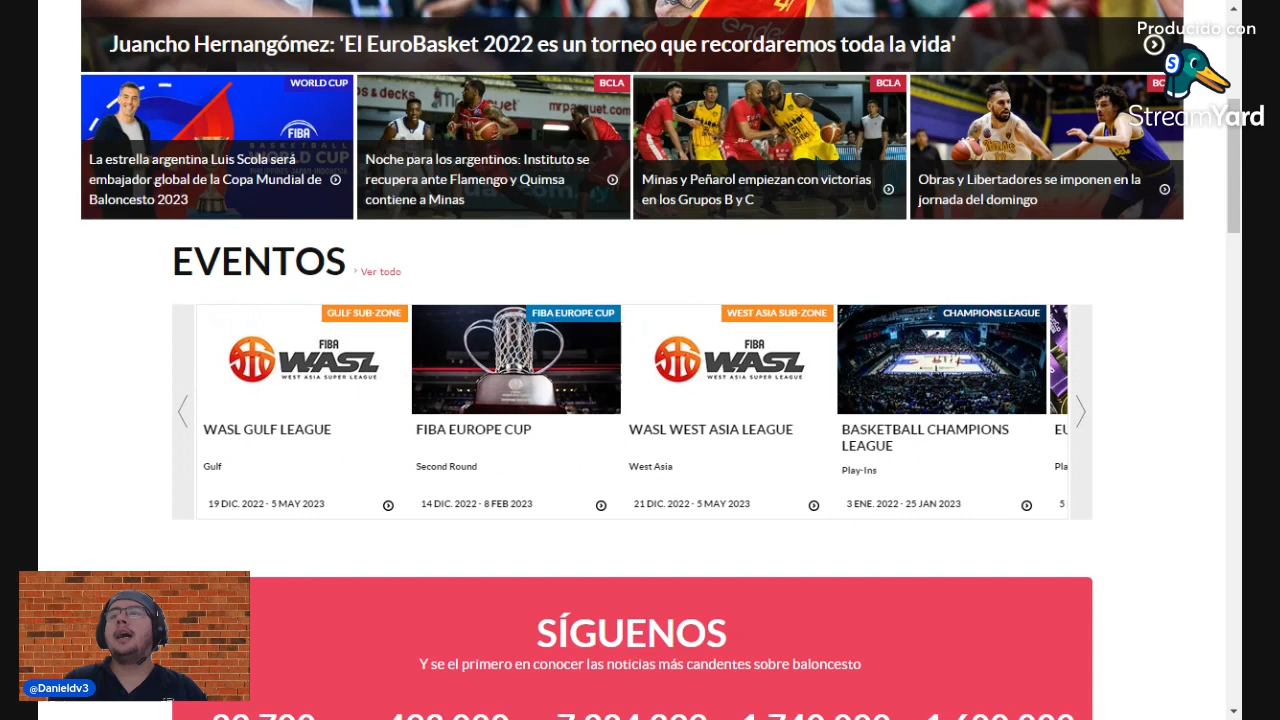 Juancho Hernangómez: 'El EuroBasket 2022 es un torneo que recordaremos toda la vida'
Producido con
StreamYard
WORLD CUP
FIBA
BASKETBALL
WORLD CUP
La estrella argentina Luis Scola será
embajador global de la Copa Mundial de
Baloncesto 2023
BCLA
Noche para los argentinos: Instituto se
recupera ante Flamengo y Quimsa
contiene a Minas
BCLA
Minas y Peñarol empiezan con victorias
en los Grupos B y C
Obras y Libertadores se imponen en la
jornada del domingo
EVENTOS
Ver todo
GULF SUB-ZONE
FIBA
WASL
WEST ASIA SUPER LEAGUE
WASL GULF LEAGUE
Gulf
19 DIC. 2022 - 5 MAY 2023
FIBA EUROPE CUP
FIBA EUROPE CUP
Second Round
14 DIC. 2022 - 8 FEB 2023
WEST ASIA SUB-ZONE
FIBA
WASL
WEST ASIA SUPER LEAGUE
WASL WEST ASIA LEAGUE
West Asia
21 DIC. 2022 - 5 MAY 2023
CHAMPIONS LEAGUE
BASKETBALL CHAMPIONS
LEAGUE
Play-Ins
3 ENE. 2022 - 25 JAN 2023
EU
Pla
5
SÍGUENOS
Y se el primero en conocer las noticias más candentes sobre baloncesto
@Danieldv3